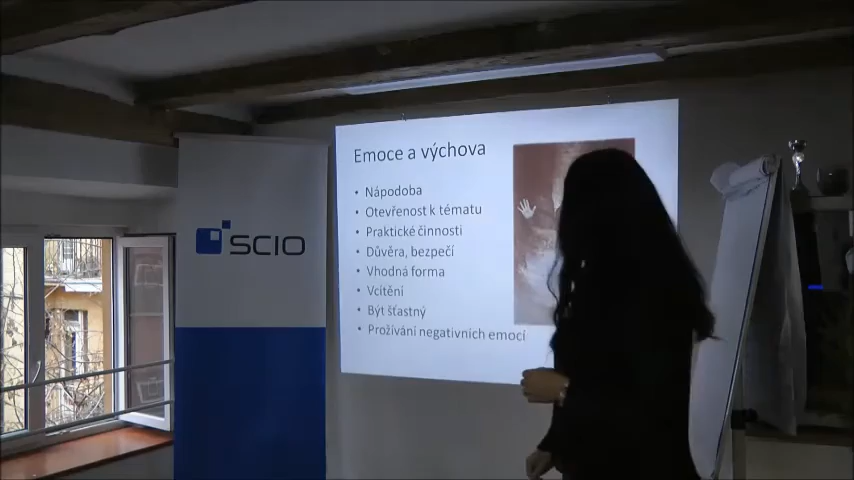 SCIO
Emoce a výchova
• Nápodoba
• Otevřenost k tématu
• Praktické činnosti
• Důvěra, bezpečí
• Vhodná forma
• Vcítění
• Být šťastný
• Prožívání negativních emocí